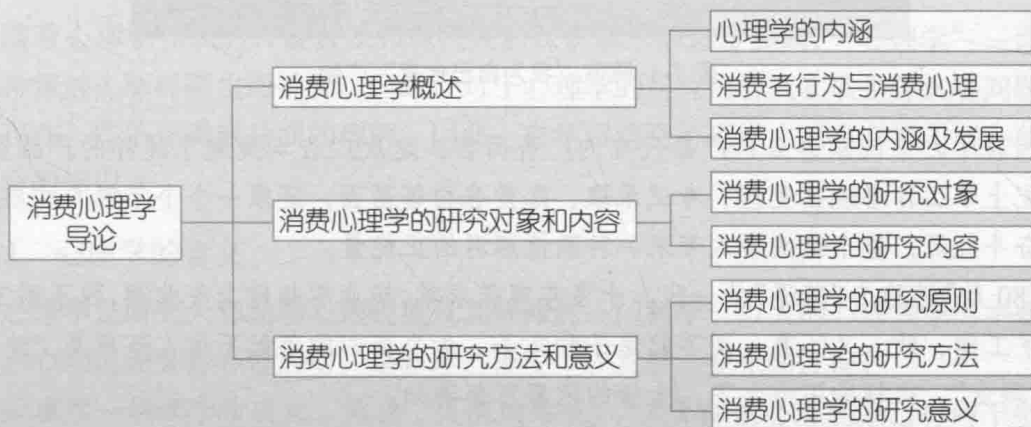 消费心理学
导论
消费心理学概述
心理学的内涵
消费者行为与消费心理
消费心理学的内涵及发展
消费心理学的研究对象和内容
消费心理学的研究对象
消费心理学的研究内容
消费心理学的研究方法和意义
消费心理学的研究原则
消费心理学的研究方法
消费心理学的研究意义